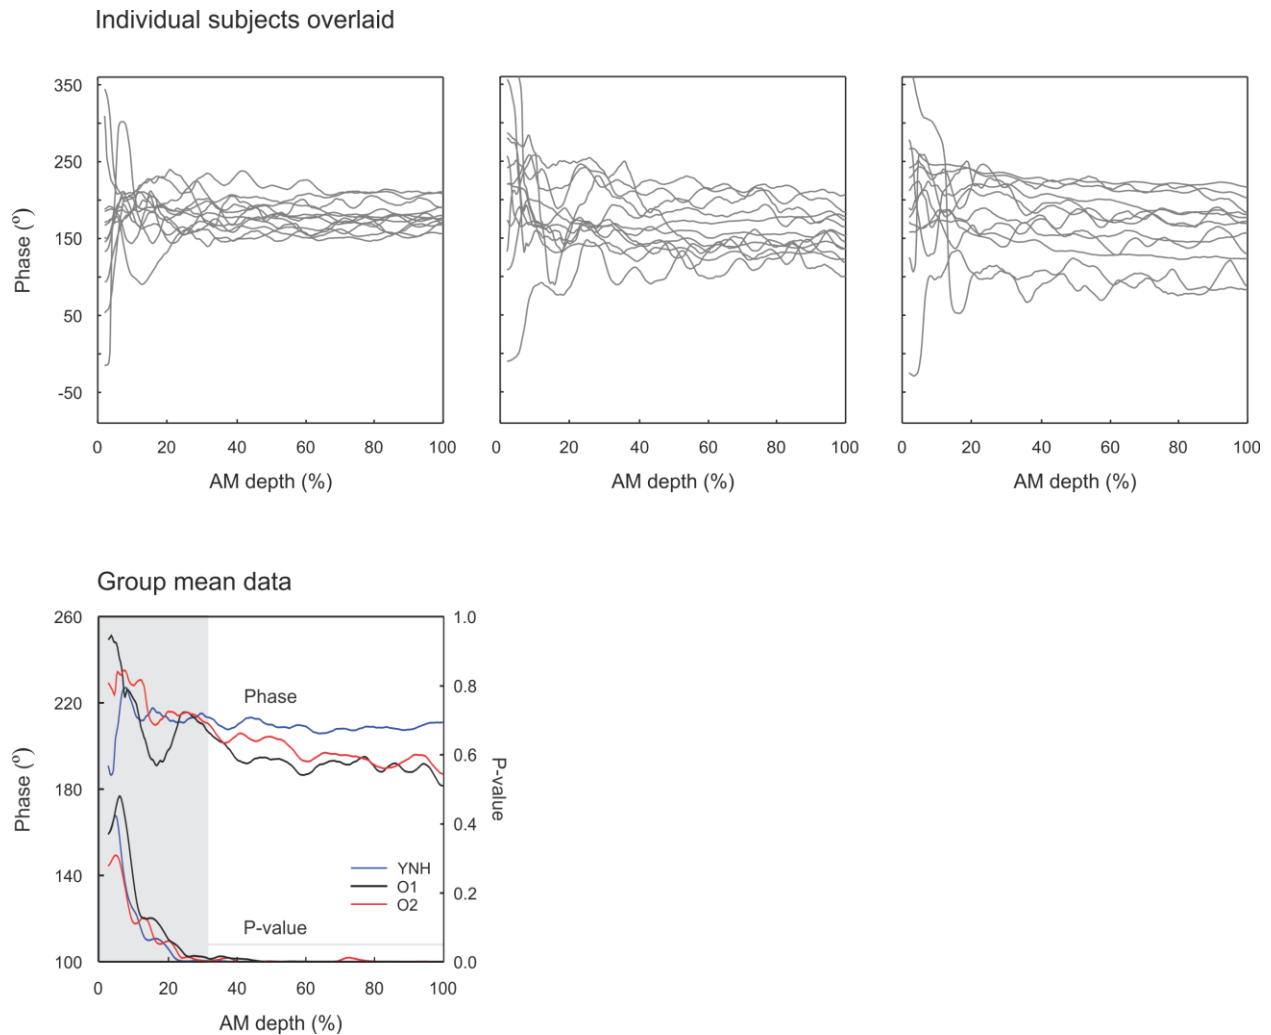 Individual subjects overlaid
350
250
150
50
-50
Phase (º)
0 20 40 60 80 100
AM depth (%)
0 20 40 60 80 100
AM depth (%)
0 20 40 60 80 100
AM depth (%)
Group mean data
260
220
180
140
100
Phase (º)
1.0
0.8
0.6
0.4
0.2
0.0
P-value
Phase
YNH
O1
O2
P-value
0 20 40 60 80 100
AM depth (%)